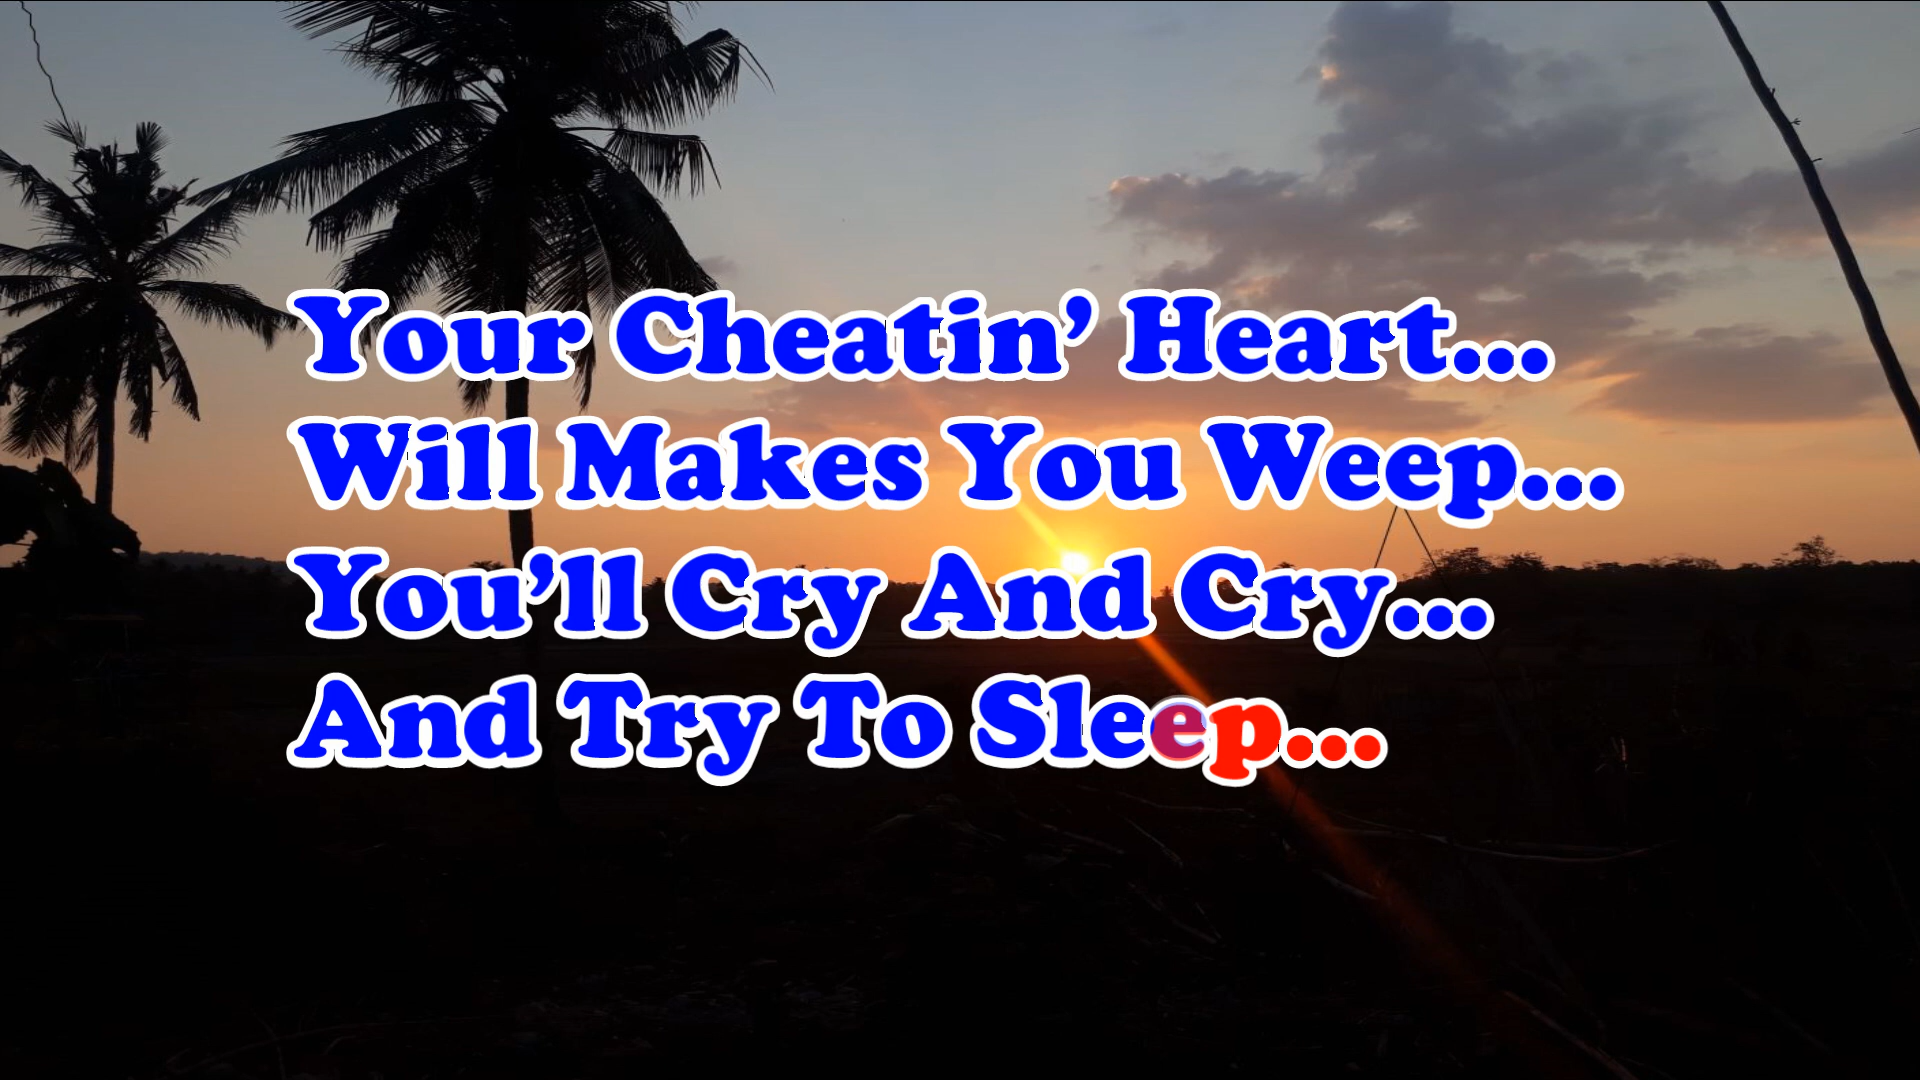 Your Cheatin’ Heart...
Will Makes You Weep...
You’ll Cry And Cry...
And Try To Sleep...